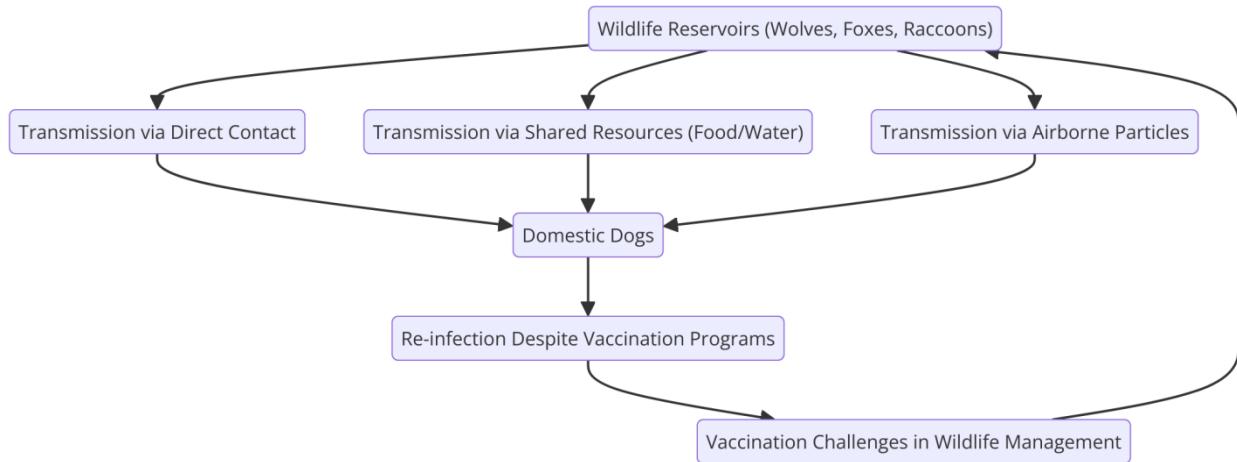 Wildlife Reservoirs (Wolves, Foxes, Raccoons)
Transmission via Direct Contact
Transmission via Shared Resources (Food/Water)
Transmission via Airborne Particles
Domestic Dogs
Re-infection Despite Vaccination Programs
Vaccination Challenges in Wildlife Management